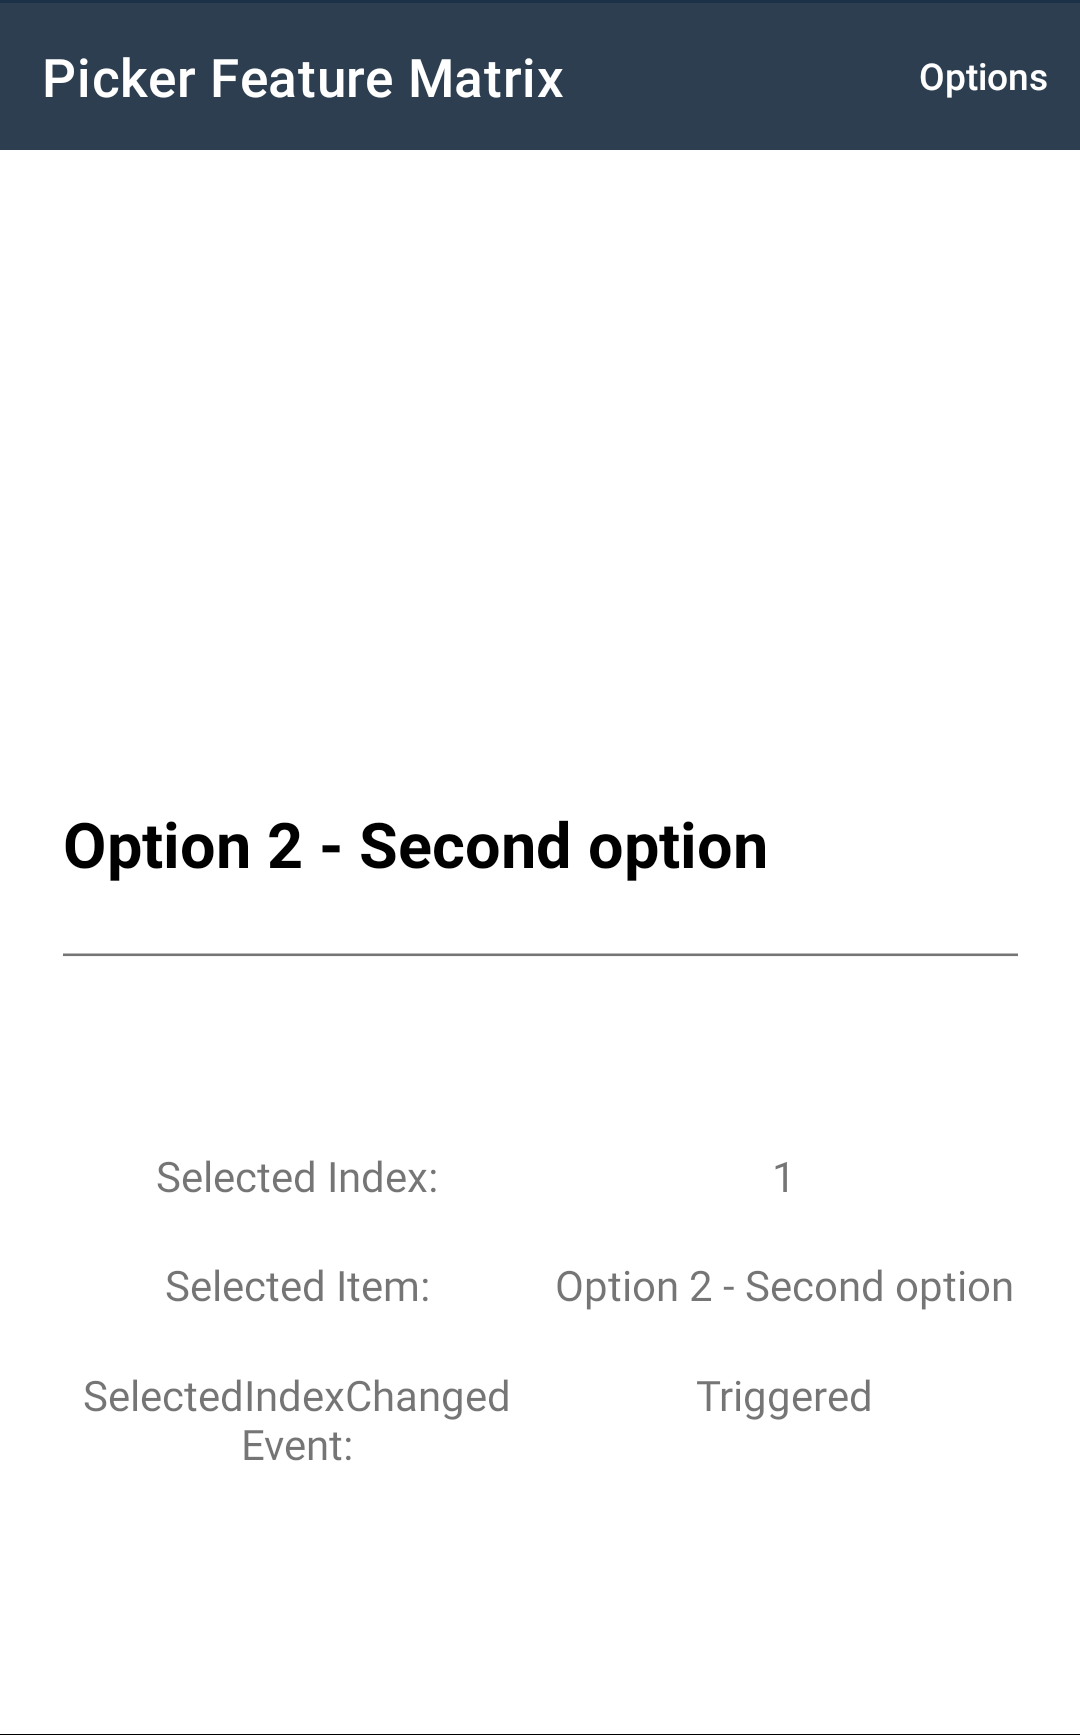 Picker Feature Matrix Options
Option 2 - Second option
Selected Index: 1
Selected Item: Option 2 - Second option
SelectedIndexChanged Triggered
Event: